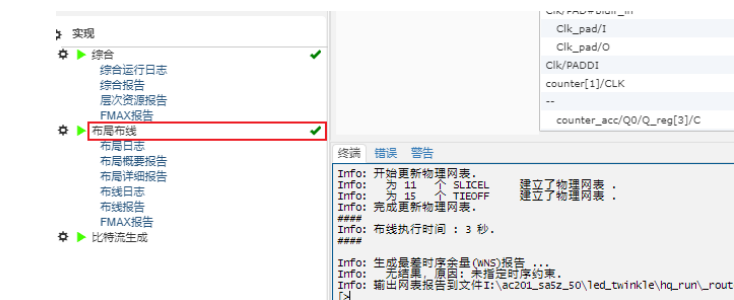 实现
综合
综合运行日志
综合报告
层次资源报告
FMAX报告
布局布线
布局日志
布局概要报告
布局详细报告
布线日志
布线报告
FMAX报告
比特流生成
Clk_pad/I
Clk_pad/O
Clk/PADDI
counter[1]/CLK
--
counter_acc/Q0/Q_reg[3]/C
终端 错误 警告
Info: 开始更新物理网表.
Info: 为 11 个 SLICEL 建立了物理网表 .
Info: 为 15 个 TIEOFF 建立了物理网表 .
Info: 完成更新物理网表.
####
Info: 布线执行时间 : 3 秒.
####
Info: 生成最差时序余量(WNS)报告 ...
Info: 无结果, 原因: 未指定时序约束.
Info: 输出网表报告到文件I:\ac201_sa5z_50\led_twinkle\hq_run\_rout
[>